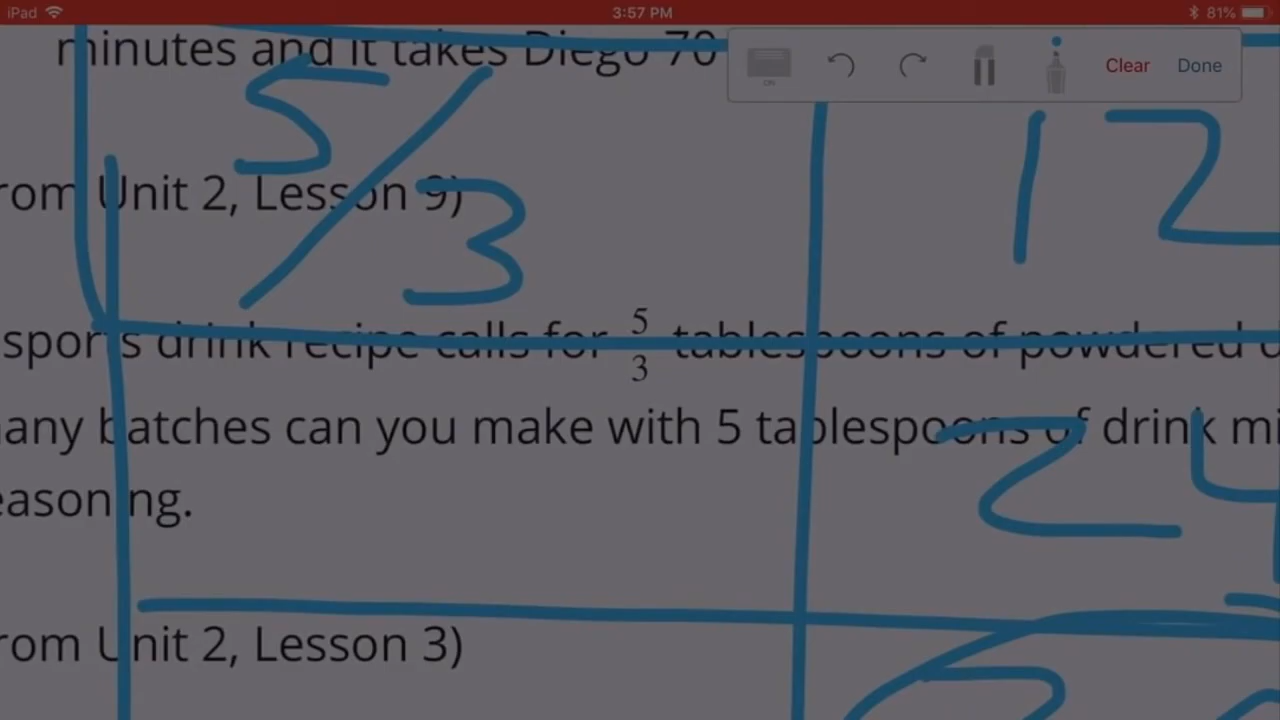 iPad 3:57 PM 81%
minutes and it takes Diego 70
ON Clear Done
5/3 12
rom Unit 2, Lesson 9)
spor s drink recipe calls for 5/3 tablespoons of powdered d
any batches can you make with 5 tablespoons of drink mi
24
easoning.
rom Unit 2, Lesson 3)
3